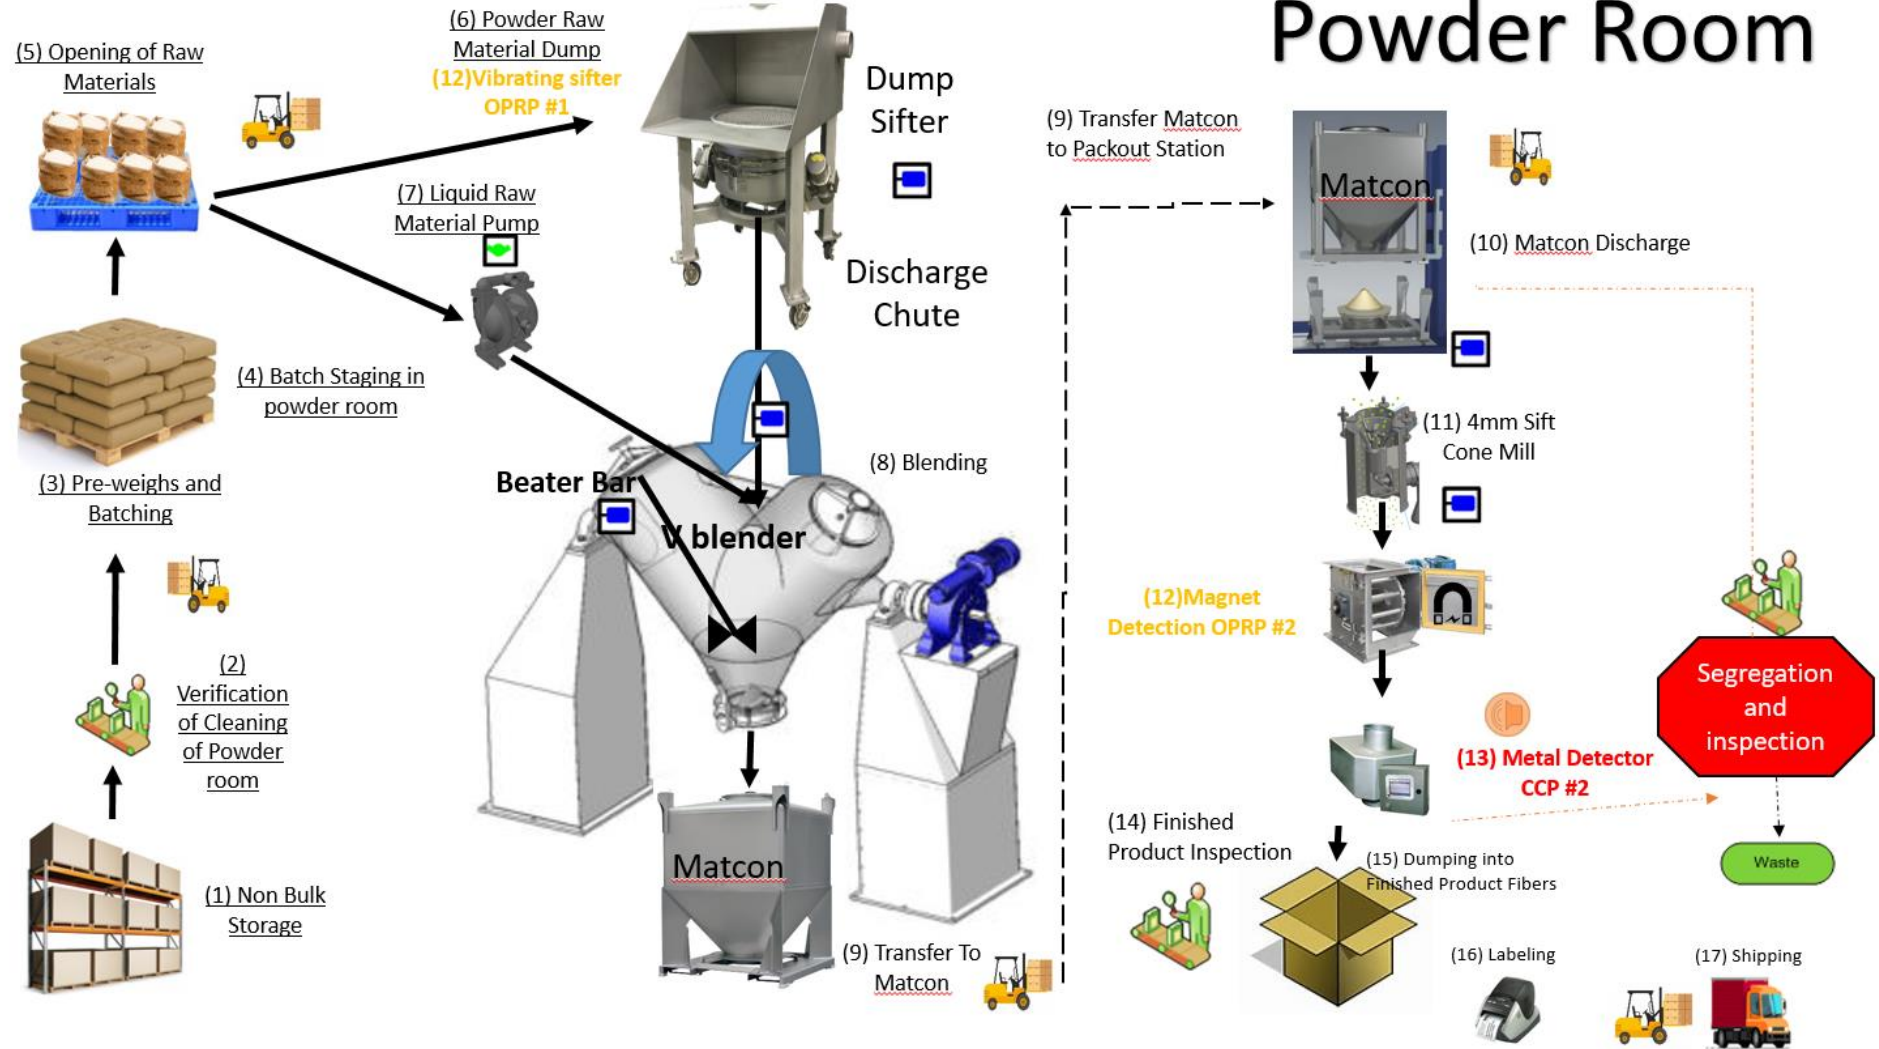 Powder Room
(5) Opening of Raw
Materials
(6) Powder Raw
Material Dump
(12)Vibrating sifter
OPRP #1
Dump
Sifter
(7) Liquid Raw
Material Pump
Discharge
Chute
(4) Batch Staging in
powder room
(3) Pre-weighs and
Batching
(2)
Verification
of Cleaning
of Powder
room
(1) Non Bulk
Storage
Beater Bar
V blender
(8) Blending
Matcon
(9) Transfer To
Matcon
(9) Transfer Matcon
to Packout Station
Matcon
(10) Matcon Discharge
(11) 4mm Sift
Cone Mill
(12)Magnet
Detection OPRP #2
(13) Metal Detector
CCP #2
Segregation
and
inspection
Waste
(14) Finished
Product Inspection
(15) Dumping into
Finished Product Fibers
(16) Labeling
(17) Shipping